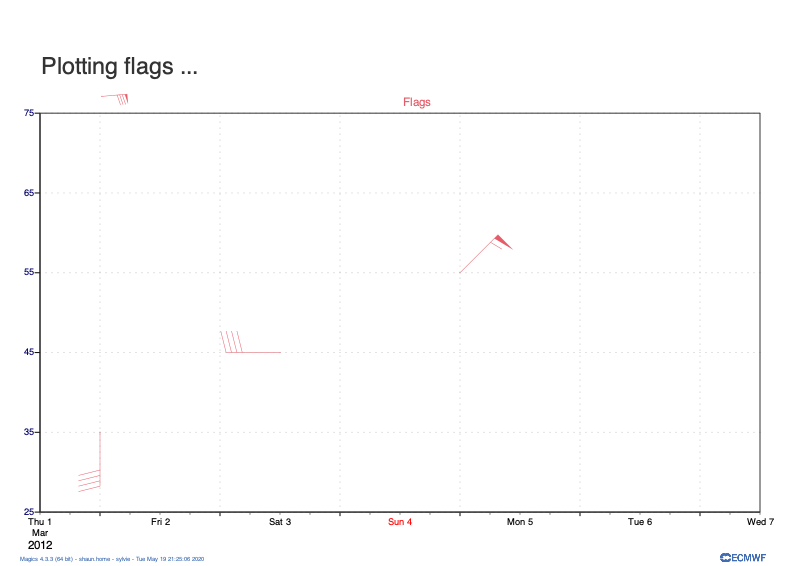 Plotting flags ...
Flags
75
65
55
45
35
25
Thu 1 Fri 2 Sat 3 Sun 4 Mon 5 Tue 6 Wed 7
Mar
2012
Magics 4.3.3 (64 bit) - shaun.home - sylvie - Tue May 19 21:25:06 2020
ECMWF